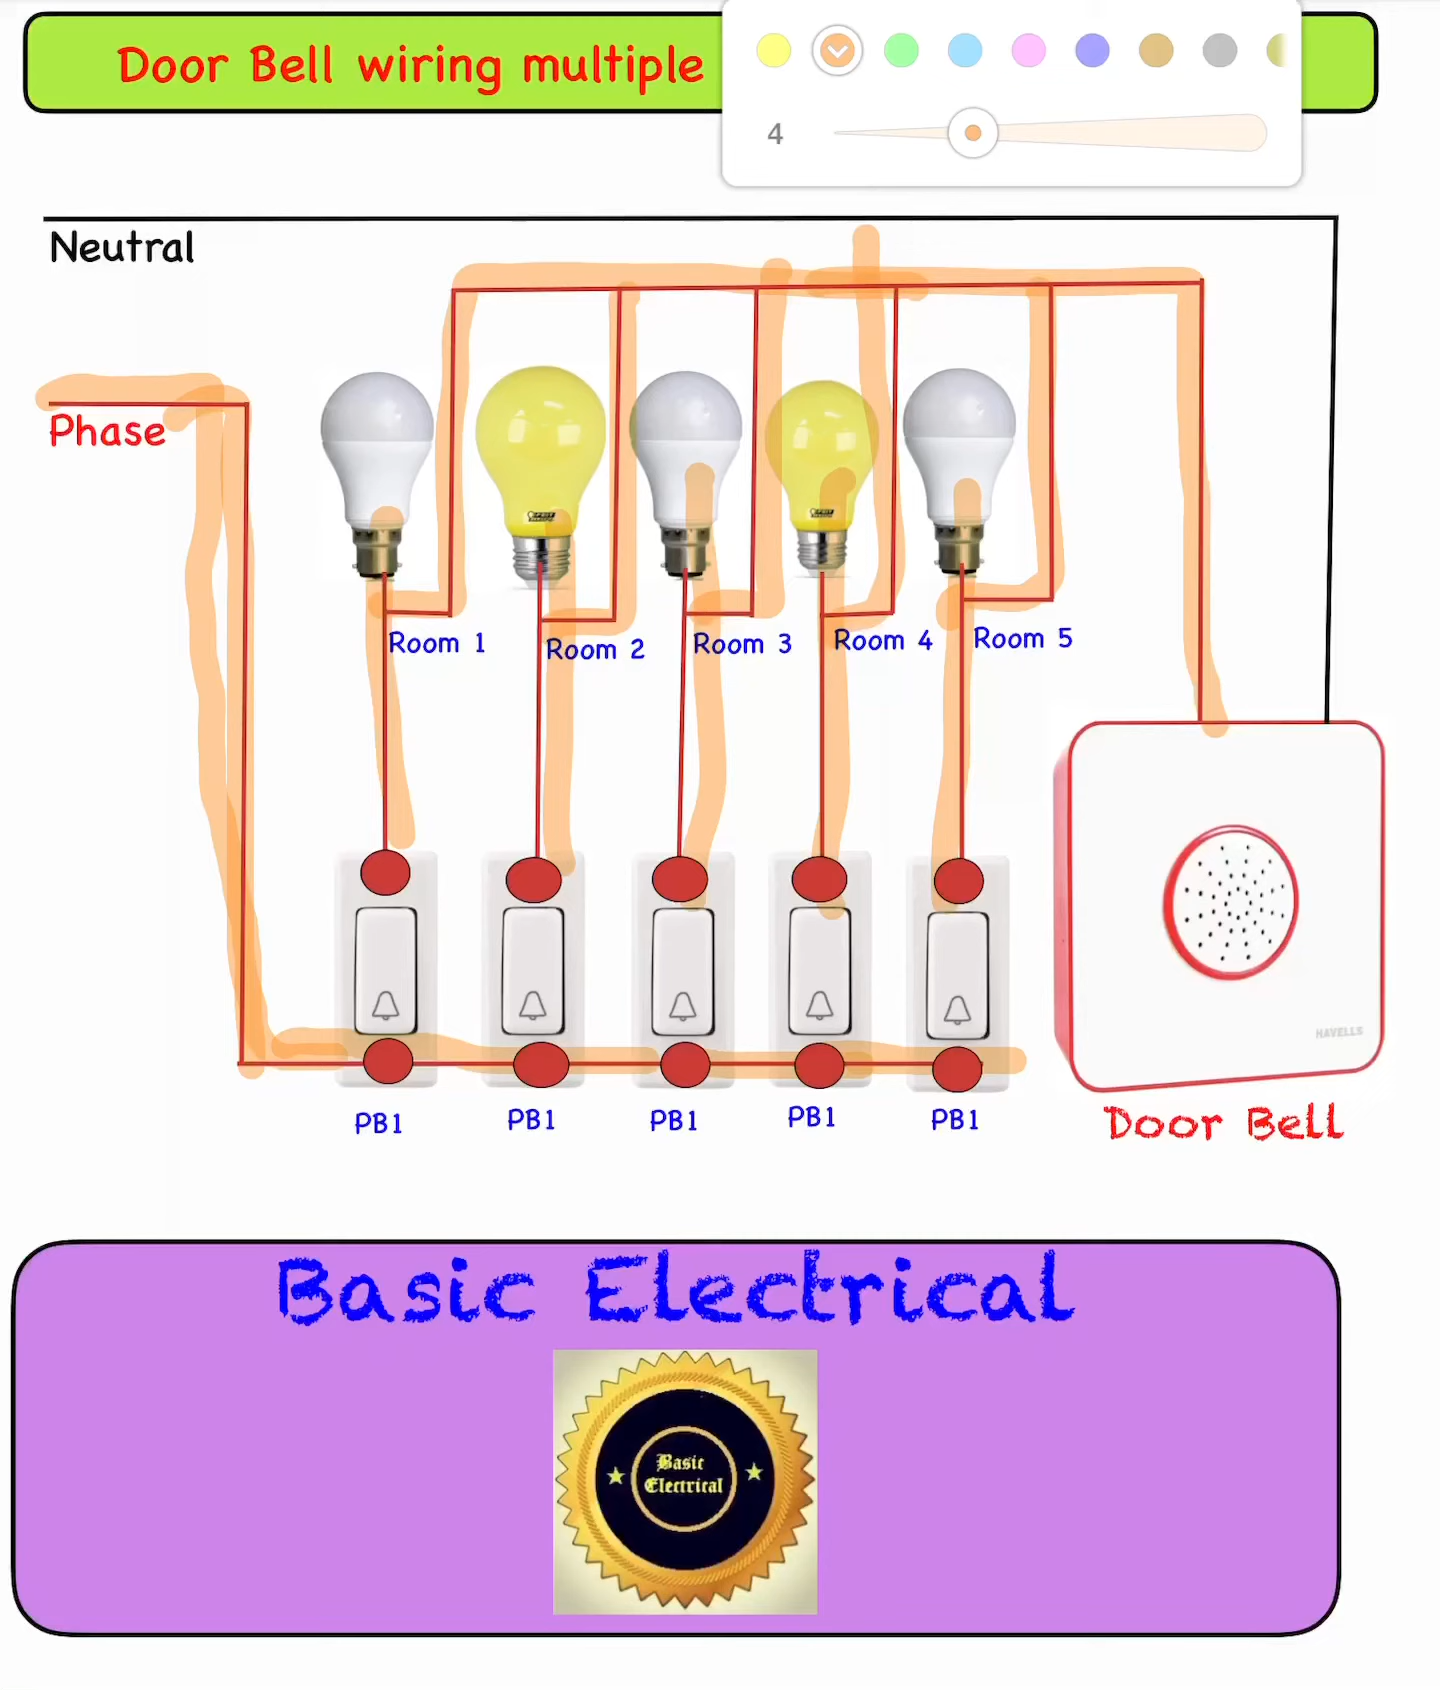 Door Bell wiring multiple
4
Neutral
Phase
Room 1
Room 2
Room 3
Room 4
Room 5
HAVELLS
PB1
PB1
PB1
PB1
PB1
Door Bell
Basic Electrical
Basic
Electrical